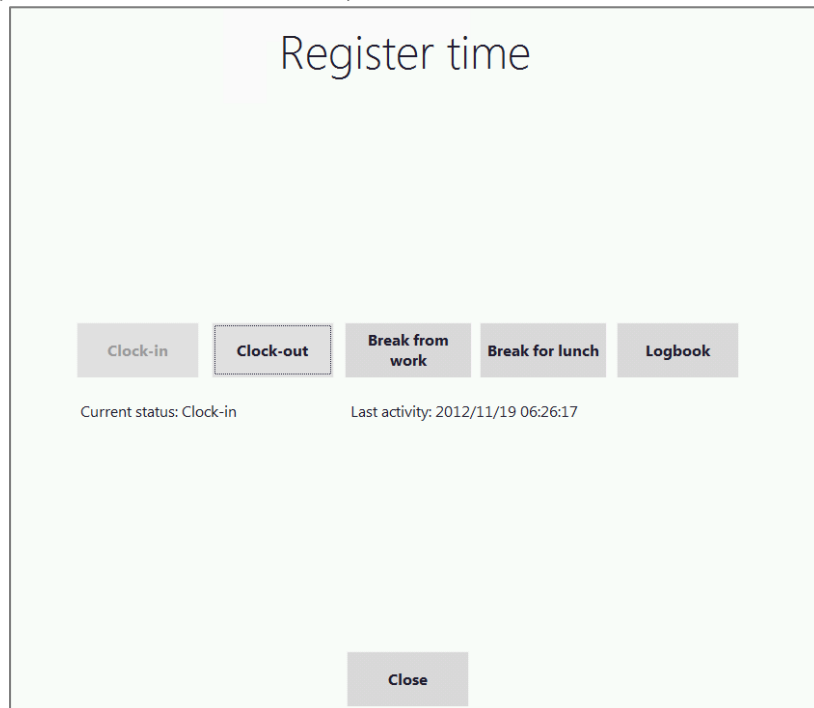 Register time
Clock-in
Clock-out
Break from
work
Break for lunch
Logbook
Current status: Clock-in
Last activity: 2012/11/19 06:26:17
Close